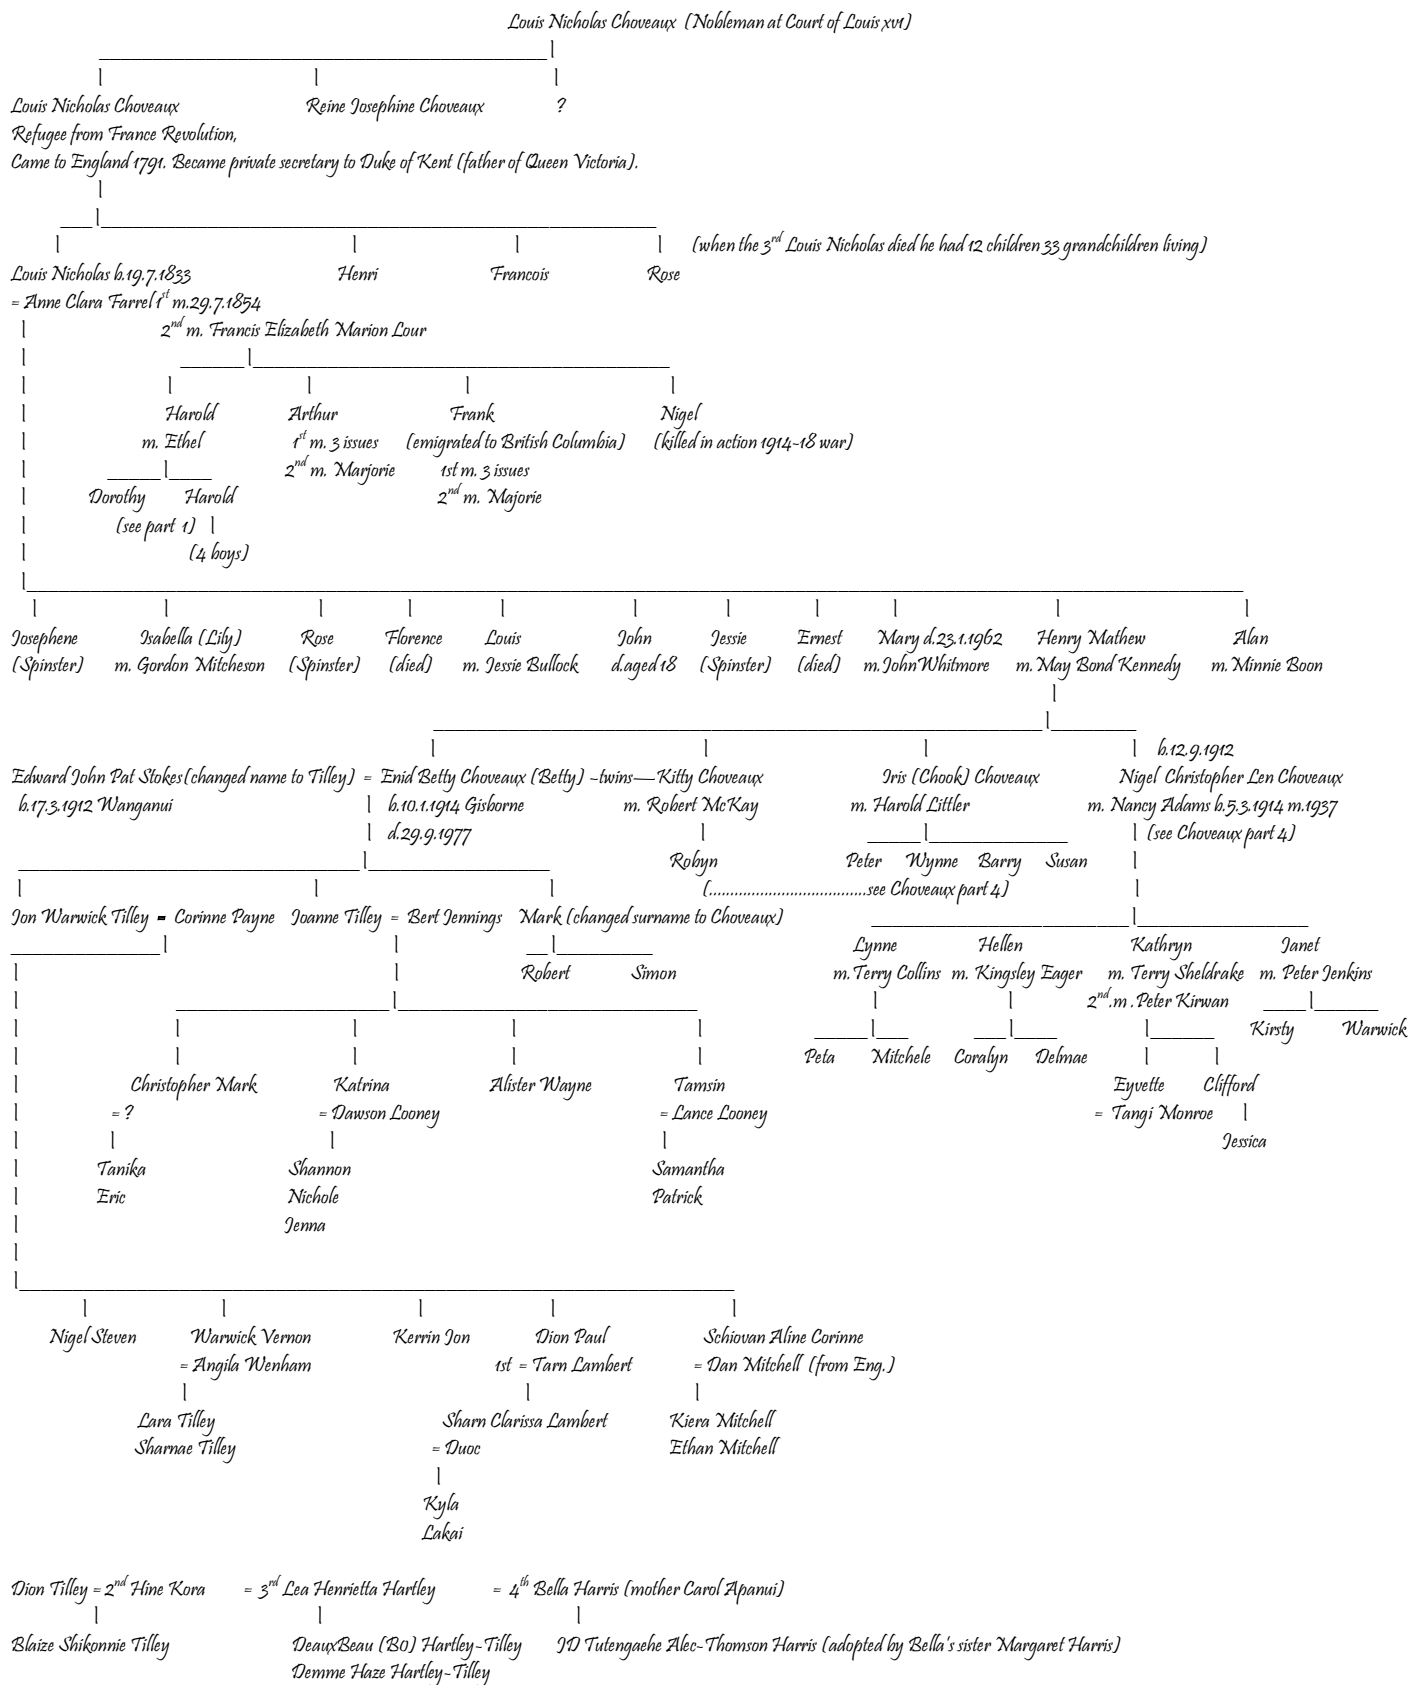 Louis Nicholas Choveaux (Nobleman at Court of Louis xv1)
Louis Nicholas Choveaux Reine Josephine Choveaux ?
Refugee from France Revolution,
Came to England 1791. Became private secretary to Duke of Kent (father of Queen Victoria).
(when the 3rd Louis Nicholas died he had 12 children 33 grandchildren living)
Louis Nicholas b.19.7.1833 Henri Francois Rose
= Anne Clara Farrel 1st m.29.7.1854
2nd m. Francis Elizabeth Marion Lour
Harold Arthur Frank Nigel
m. Ethel 1st m. 3 issues (emigrated to British Columbia) (killed in action 1914-18 war)
2nd m. Marjorie 1st m. 3 issues
Dorothy Harold 2nd m. Majorie
(see part 1)
(4 boys)
Josephene Isabella (Lily) Rose Florence Louis John Jessie Ernest Mary d.23.1.1962 Henry Mathew Alan
(Spinster) m. Gordon Mitcheson (Spinster) (died) m. Jessie Bullock d.aged 18 (Spinster) (died) m.John Whitmore m. May Bond Kennedy m. Minnie Boon
b.12.9.1912
Edward John Pat Stokes(changed name to Tilley) = Enid Betty Choveaux (Betty) -twins—Kitty Choveaux Iris (Chook) Choveaux Nigel Christopher Len Choveaux
b.17.3.1912 Wanganui b.10.1.1914 Gisborne m. Robert McKay m. Harold Littler m. Nancy Adams b.5.3.1914 m.1937
d.29.9.1977 (see Choveaux part 4)
Robyn Peter Wynne Barry Susan
(.....................................see Choveaux part 4)
Jon Warwick Tilley = Corinne Payne Joanne Tilley = Bert Jennings Mark (changed surname to Choveaux)
Lynne Hellen Kathryn Janet
Robert Simon m. Terry Collins m. Kingsley Eager m. Terry Sheldrake m. Peter Jenkins
2nd.m .Peter Kirwan
Kirsty Warwick
Peta Mitchele Coralyn Delmae
Christopher Mark Katrina Alister Wayne Tamsin Eyvette Clifford
= ? = Dawson Looney = Lance Looney = Tangi Monroe
Jessica
Tanika Shannon Samantha
Eric Nichole Patrick
Jenna
Nigel Steven Warwick Vernon Kerrin Jon Dion Paul Schiovan Aline Corinne
= Angila Wenham 1st = Tarn Lambert = Dan Mitchell (from Eng.)
Lara Tilley Sharn Clarissa Lambert Kiera Mitchell
Sharnae Tilley = Duoc Ethan Mitchell
Kyla
Lakai
Dion Tilley = 2nd Hine Kora = 3rd Lea Henrietta Hartley = 4th Bella Harris (mother Carol Apanui)
Blaize Shikonnie Tilley DeauxBeau (Bo) Hartley-Tilley JD Tutengaehe Alec-Thomson Harris (adopted by Bella's sister Margaret Harris)
Demme Haze Hartley-Tilley